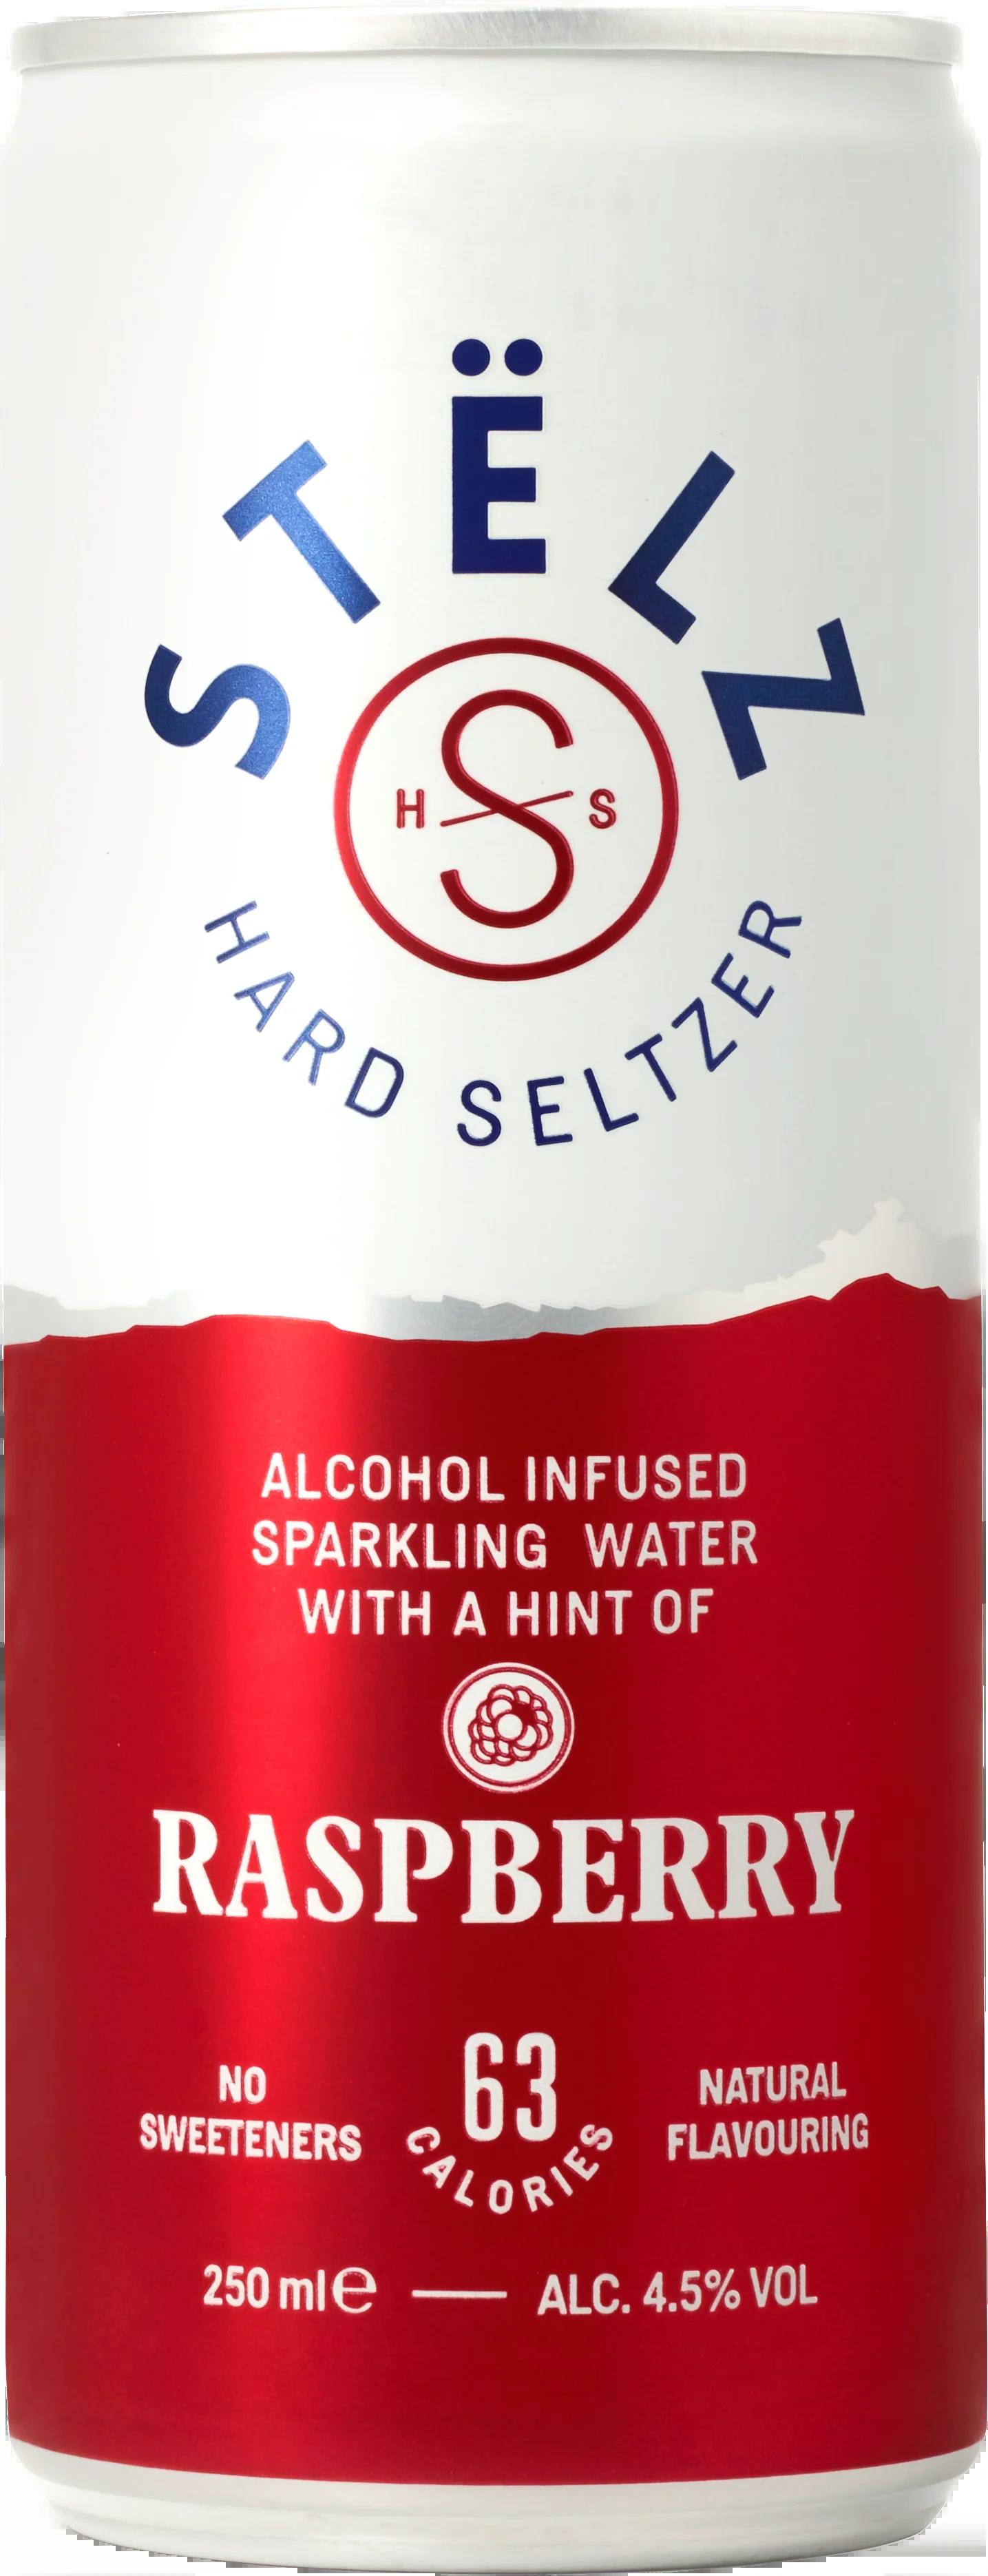 STËLZ
H S S
HARD SELTZER
ALCOHOL INFUSED
SPARKLING WATER
WITH A HINT OF
RASPBERRY
NO
SWEETENERS
63
CALORIES
NATURAL
FLAVOURING
250 ml e — ALC. 4.5% VOL